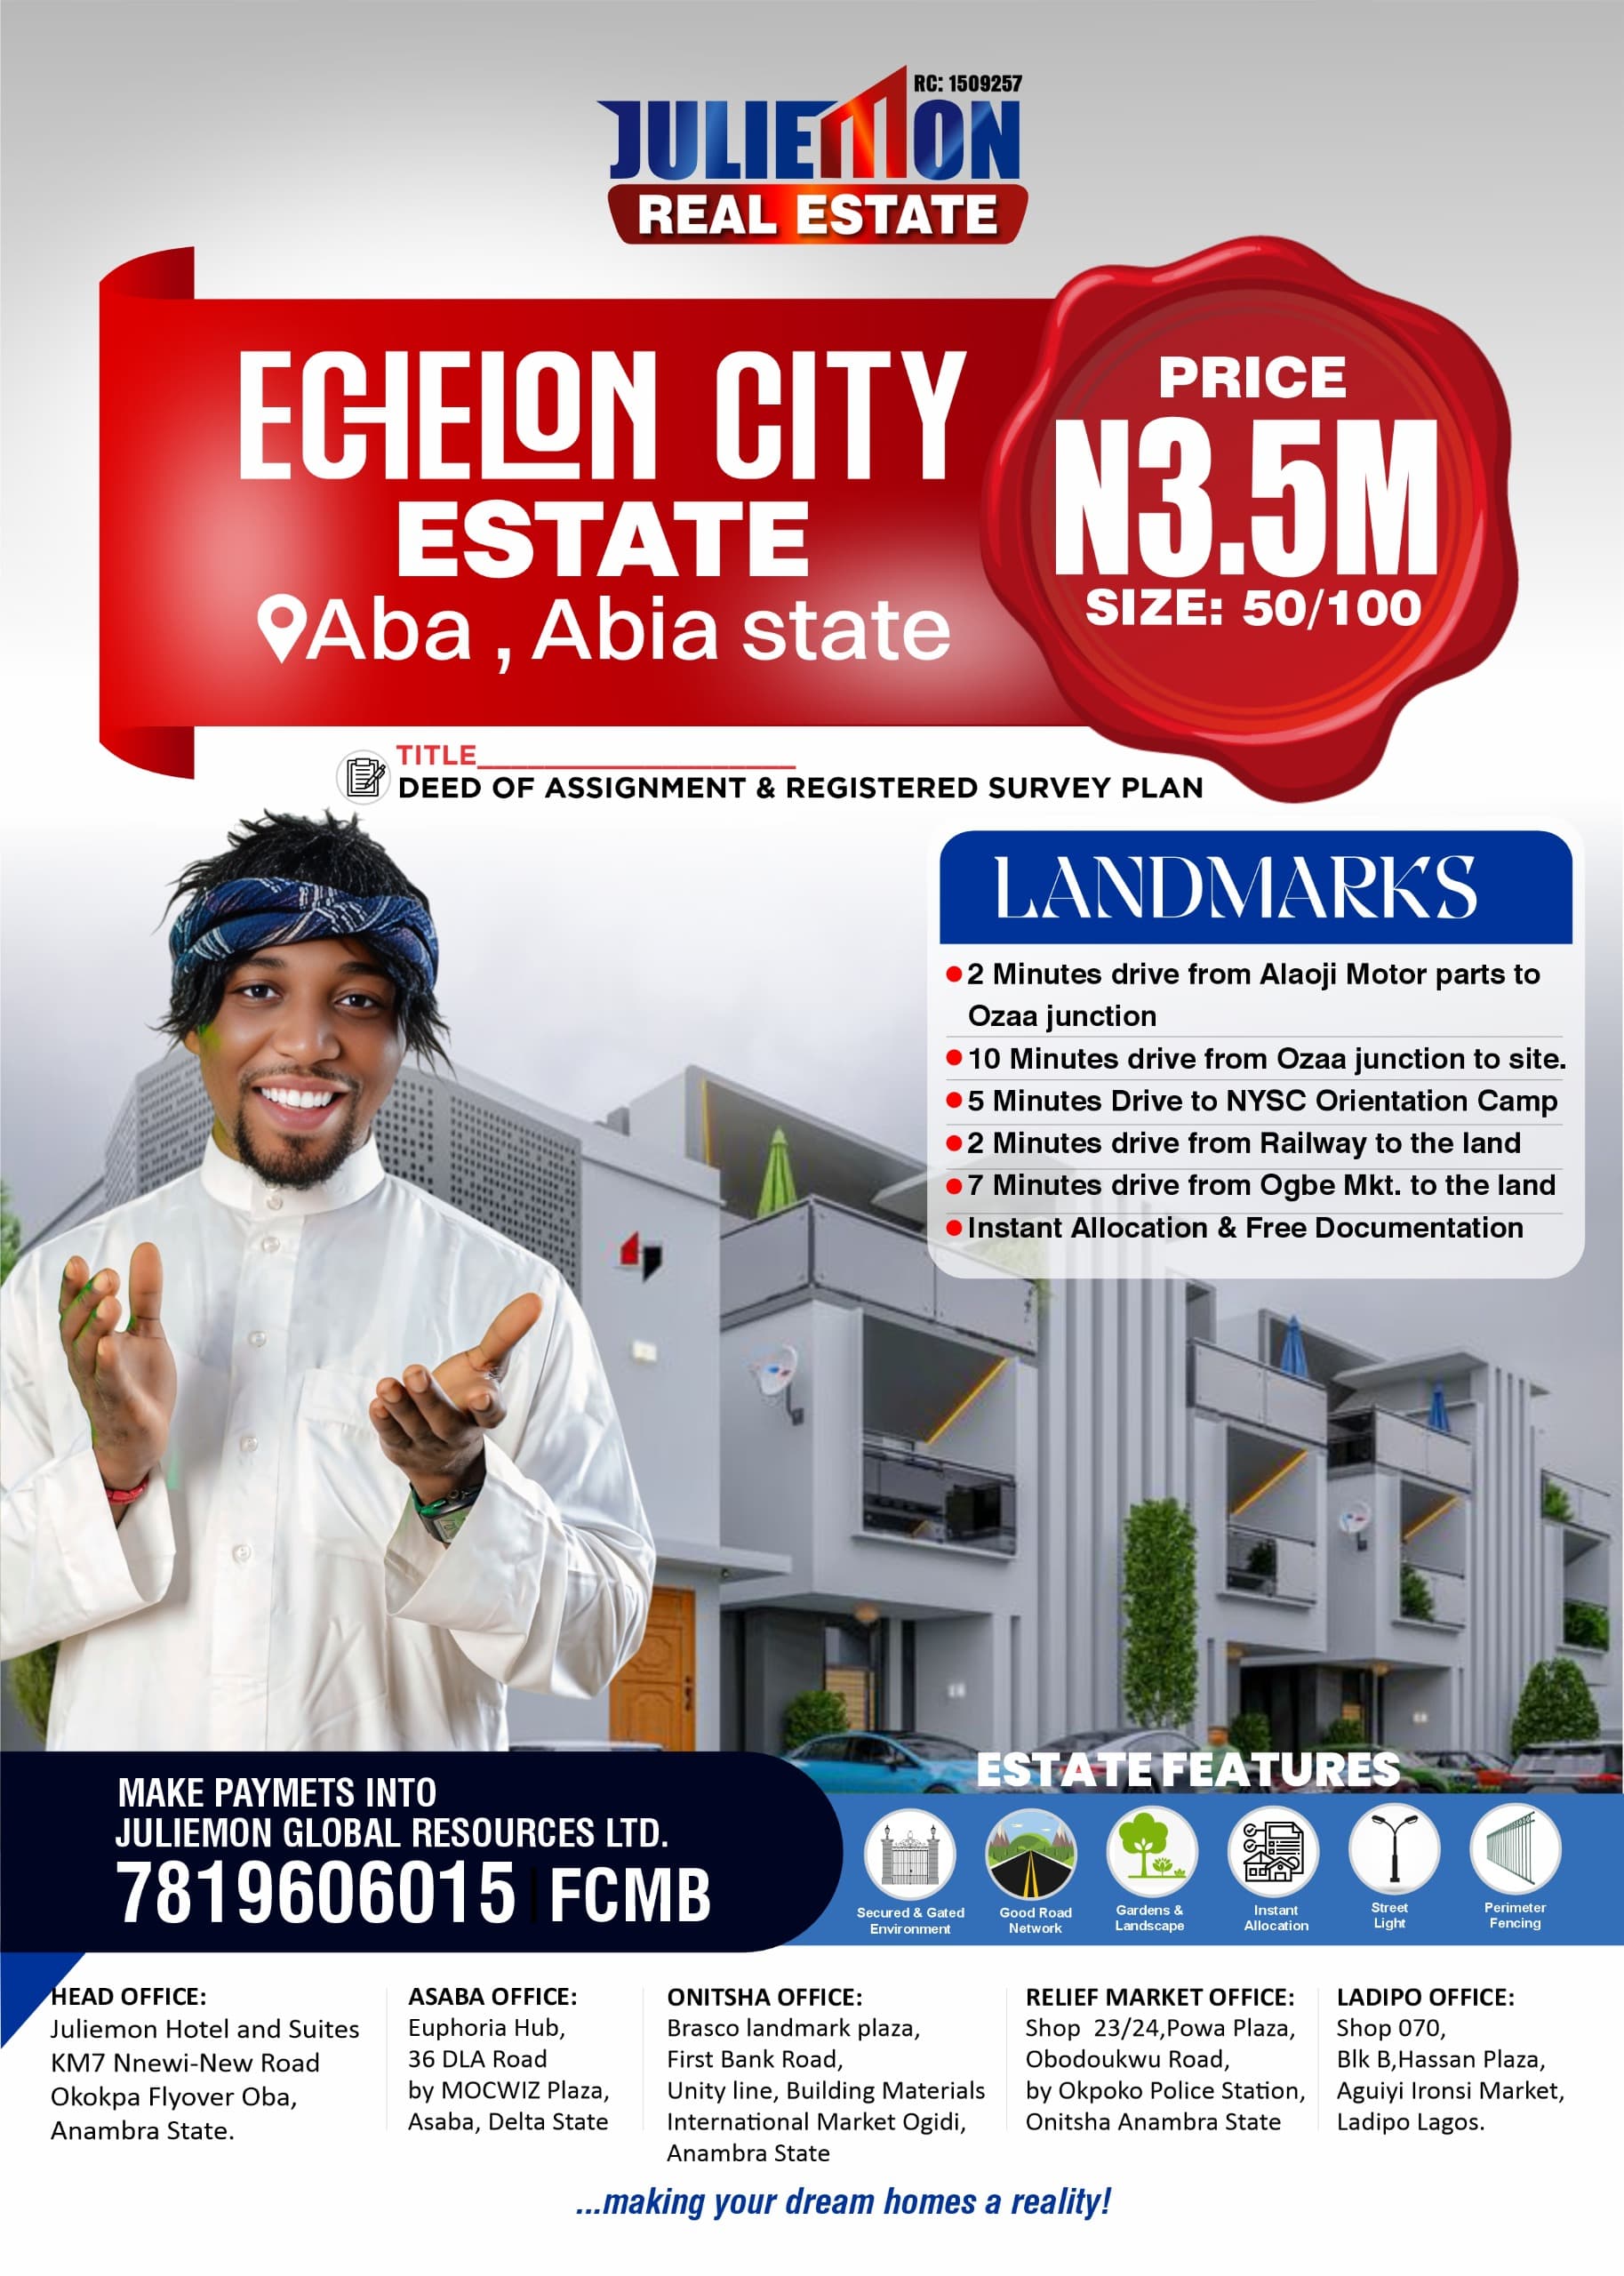 RC: 1509257
JULIEMON
REAL ESTATE
ECHELON CITY
ESTATE
Aba , Abia state
PRICE
N3.5M
SIZE: 50/100
TITLE____________________
DEED OF ASSIGNMENT & REGISTERED SURVEY PLAN
LANDMARKS
2 Minutes drive from Alaoji Motor parts to
Ozaa junction
10 Minutes drive from Ozaa junction to site.
5 Minutes Drive to NYSC Orientation Camp
2 Minutes drive from Railway to the land
7 Minutes drive from Ogbe Mkt. to the land
Instant Allocation & Free Documentation
MAKE PAYMETS INTO
JULIEMON GLOBAL RESOURCES LTD.
7819606015 | FCMB
ESTATE FEATURES
Secured & Gated
Environment
Good Road
Network
Gardens &
Landscape
Instant
Allocation
Street
Light
Perimeter
Fencing
HEAD OFFICE:
Juliemon Hotel and Suites
KM7 Nnewi-New Road
Okokpa Flyover Oba,
Anambra State.
ASABA OFFICE:
Euphoria Hub,
36 DLA Road
by MOCWIZ Plaza,
Asaba, Delta State
ONITSHA OFFICE:
Brasco landmark plaza,
First Bank Road,
Unity line, Building Materials
International Market Ogidi,
Anambra State
RELIEF MARKET OFFICE:
Shop 23/24,Powa Plaza,
Obodoukwu Road,
by Okpoko Police Station,
Onitsha Anambra State
LADIPO OFFICE:
Shop 070,
Blk B,Hassan Plaza,
Aguiyi Ironsi Market,
Ladipo Lagos.
...making your dream homes a reality!